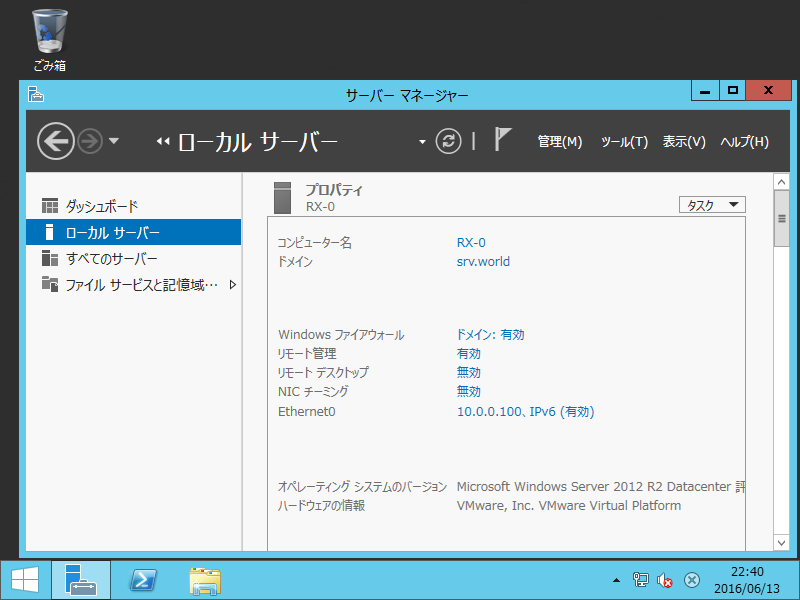 ごみ箱
サーバー マネージャー
ローカル サーバー
管理(M) ツール(T) 表示(V) ヘルプ(H)
ダッシュボード
ローカル サーバー
すべてのサーバー
ファイル サービスと記憶域…
プロパティ
RX-0
タスク
コンピューター名 RX-0
ドメイン srv.world
Windows ファイアウォール ドメイン: 有効
リモート管理 有効
リモート デスクトップ 無効
NIC チーミング 無効
Ethernet0 10.0.0.100、IPv6 (有効)
オペレーティング システムのバージョン Microsoft Windows Server 2012 R2 Datacenter 評
ハードウェアの情報 VMware, Inc. VMware Virtual Platform
22:40
2016/06/13